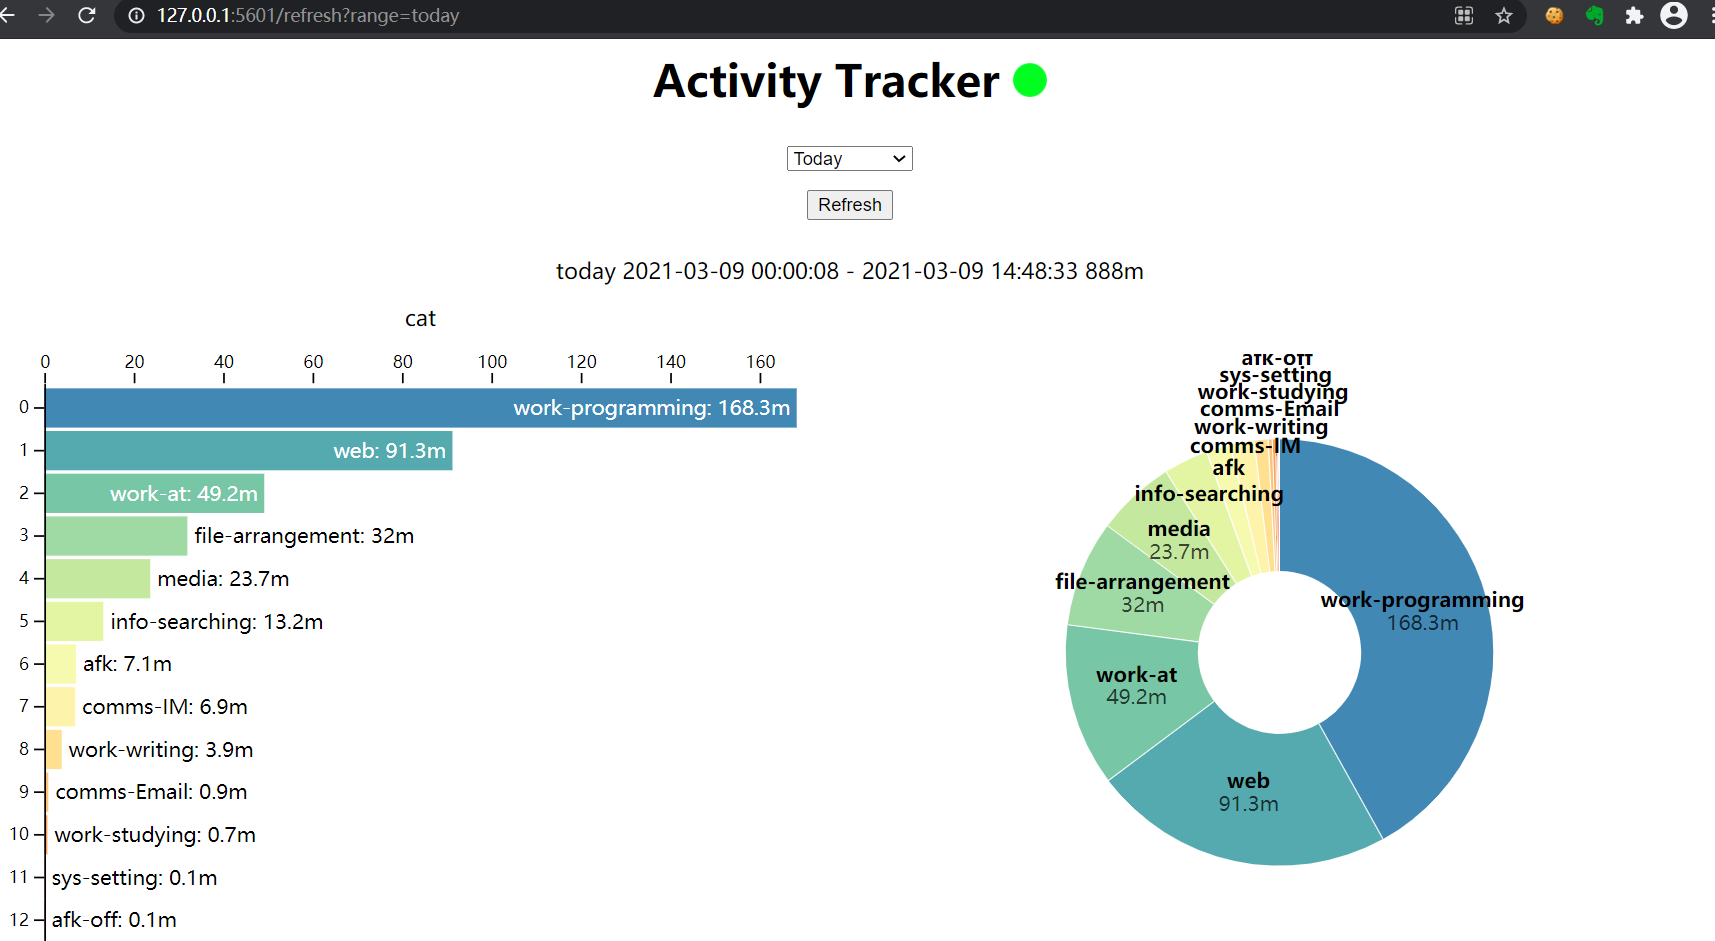 127.0.0.1:5601/refresh?range=today
Activity Tracker
Today
Refresh
today 2021-03-09 00:00:08 - 2021-03-09 14:48:33 888m
cat
0 20 40 60 80 100 120 140 160
0 work-programming: 168.3m
1 web: 91.3m
2 work-at: 49.2m
3 file-arrangement: 32m
4 media: 23.7m
5 info-searching: 13.2m
6 afk: 7.1m
7 comms-IM: 6.9m
8 work-writing: 3.9m
9 comms-Email: 0.9m
10 work-studying: 0.7m
11 sys-setting: 0.1m
12 afk-off: 0.1m
afk-off
sys-setting
work-studying
comms-Email
work-writing
comms-IM
afk
info-searching
media
23.7m
file-arrangement
32m
work-programming
168.3m
work-at
49.2m
web
91.3m